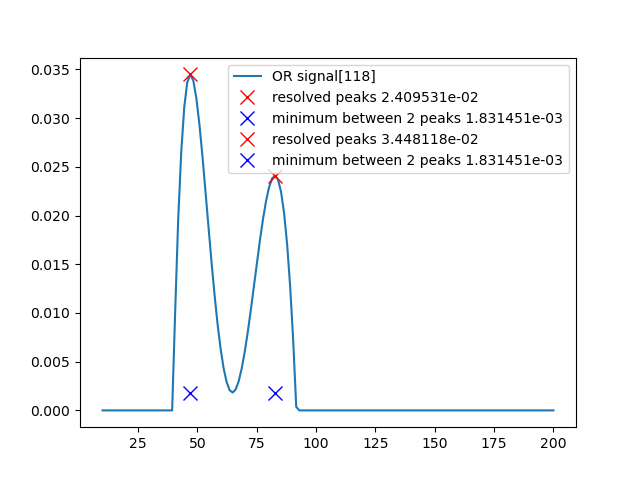 OR signal[118]
resolved peaks 2.409531e-02
minimum between 2 peaks 1.831451e-03
resolved peaks 3.448118e-02
minimum between 2 peaks 1.831451e-03
0.035
0.030
0.025
0.020
0.015
0.010
0.005
0.000
25 50 75 100 125 150 175 200